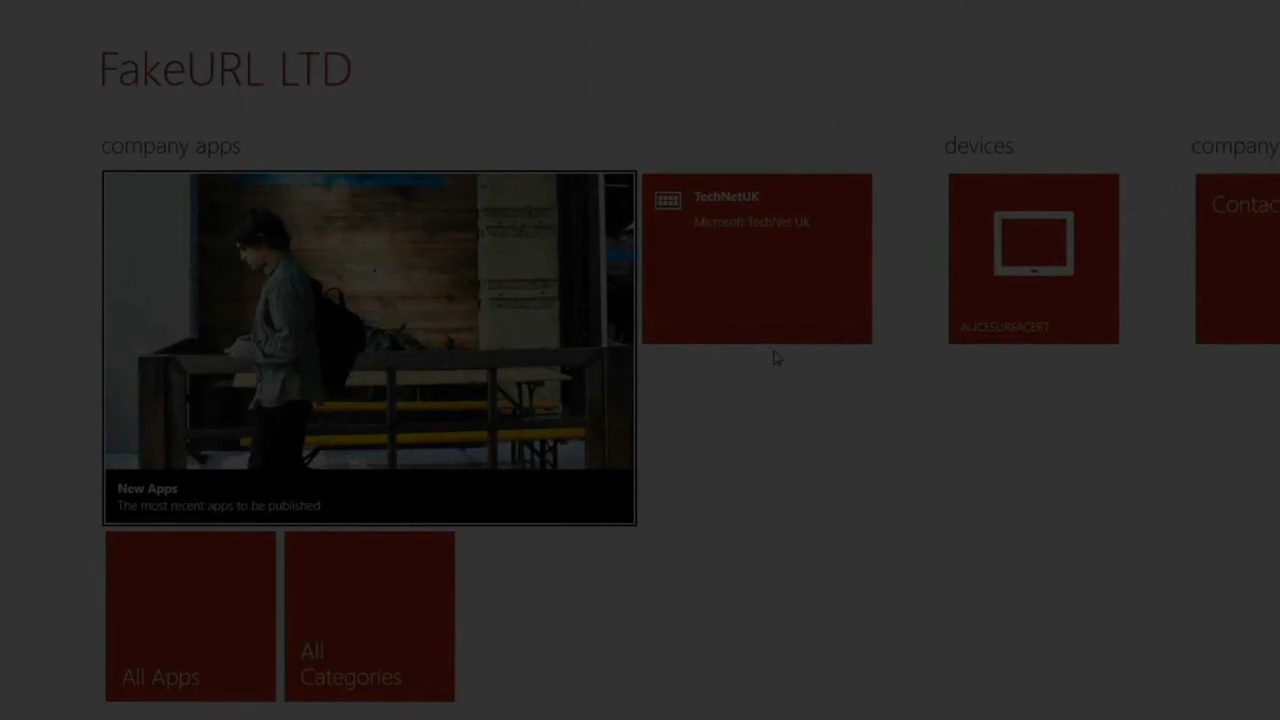 FakeURL LTD
company apps
devices
company
TechNetUK
Microsoft TechNet UK
ALICESURFACERT
New Apps
The most recent apps to be published
All Apps
All
Categories